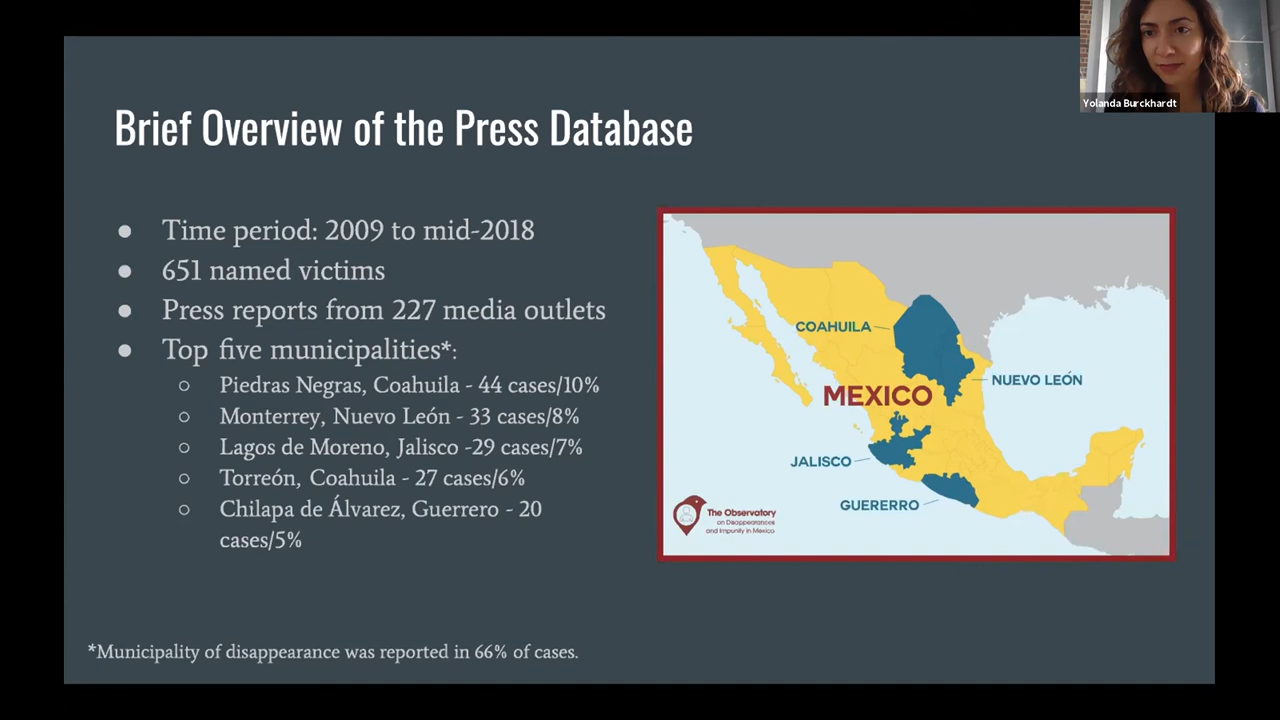 Yolanda Burckhardt
Brief Overview of the Press Database
● Time period: 2009 to mid-2018
● 651 named victims
● Press reports from 227 media outlets
● Top five municipalities*:
○ Piedras Negras, Coahuila - 44 cases/10%
○ Monterrey, Nuevo León - 33 cases/8%
○ Lagos de Moreno, Jalisco -29 cases/7%
○ Torreón, Coahuila - 27 cases/6%
○ Chilapa de Álvarez, Guerrero - 20
cases/5%
COAHUILA
NUEVO LEÓN
MEXICO
JALISCO
GUERERRO
The Observatory
on Disappearances
and Impunity in Mexico
*Municipality of disappearance was reported in 66% of cases.